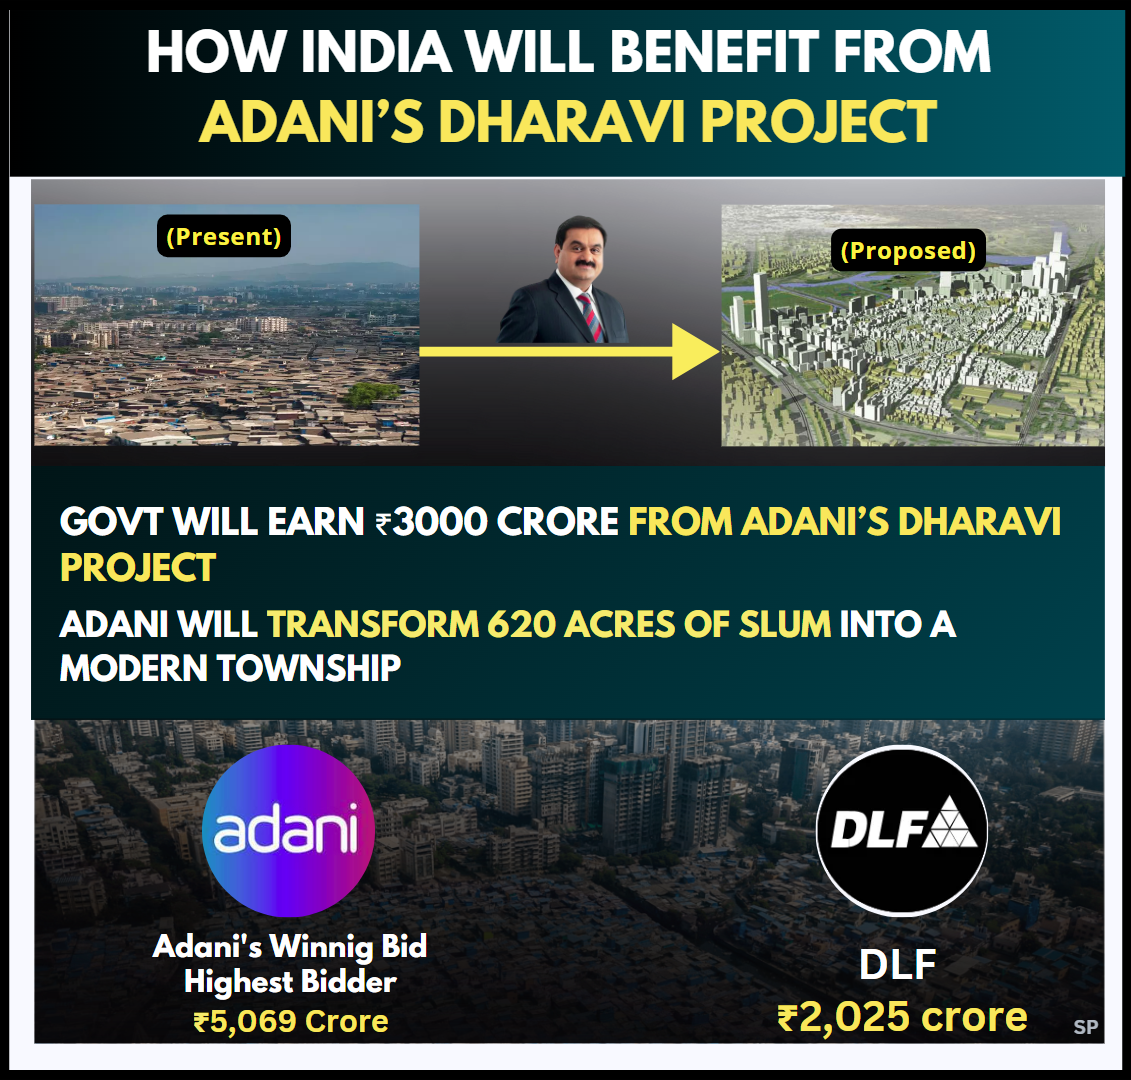 HOW INDIA WILL BENEFIT FROM
ADANI'S DHARAVI PROJECT
(Present)
(Proposed)
GOVT WILL EARN ₹3000 CRORE FROM ADANI'S DHARAVI
PROJECT
ADANI WILL TRANSFORM 620 ACRES OF SLUM INTO A
MODERN TOWNSHIP
adani
DLF
Adani's Winnig Bid
Highest Bidder
₹5,069 Crore
DLF
₹2,025 crore
SP